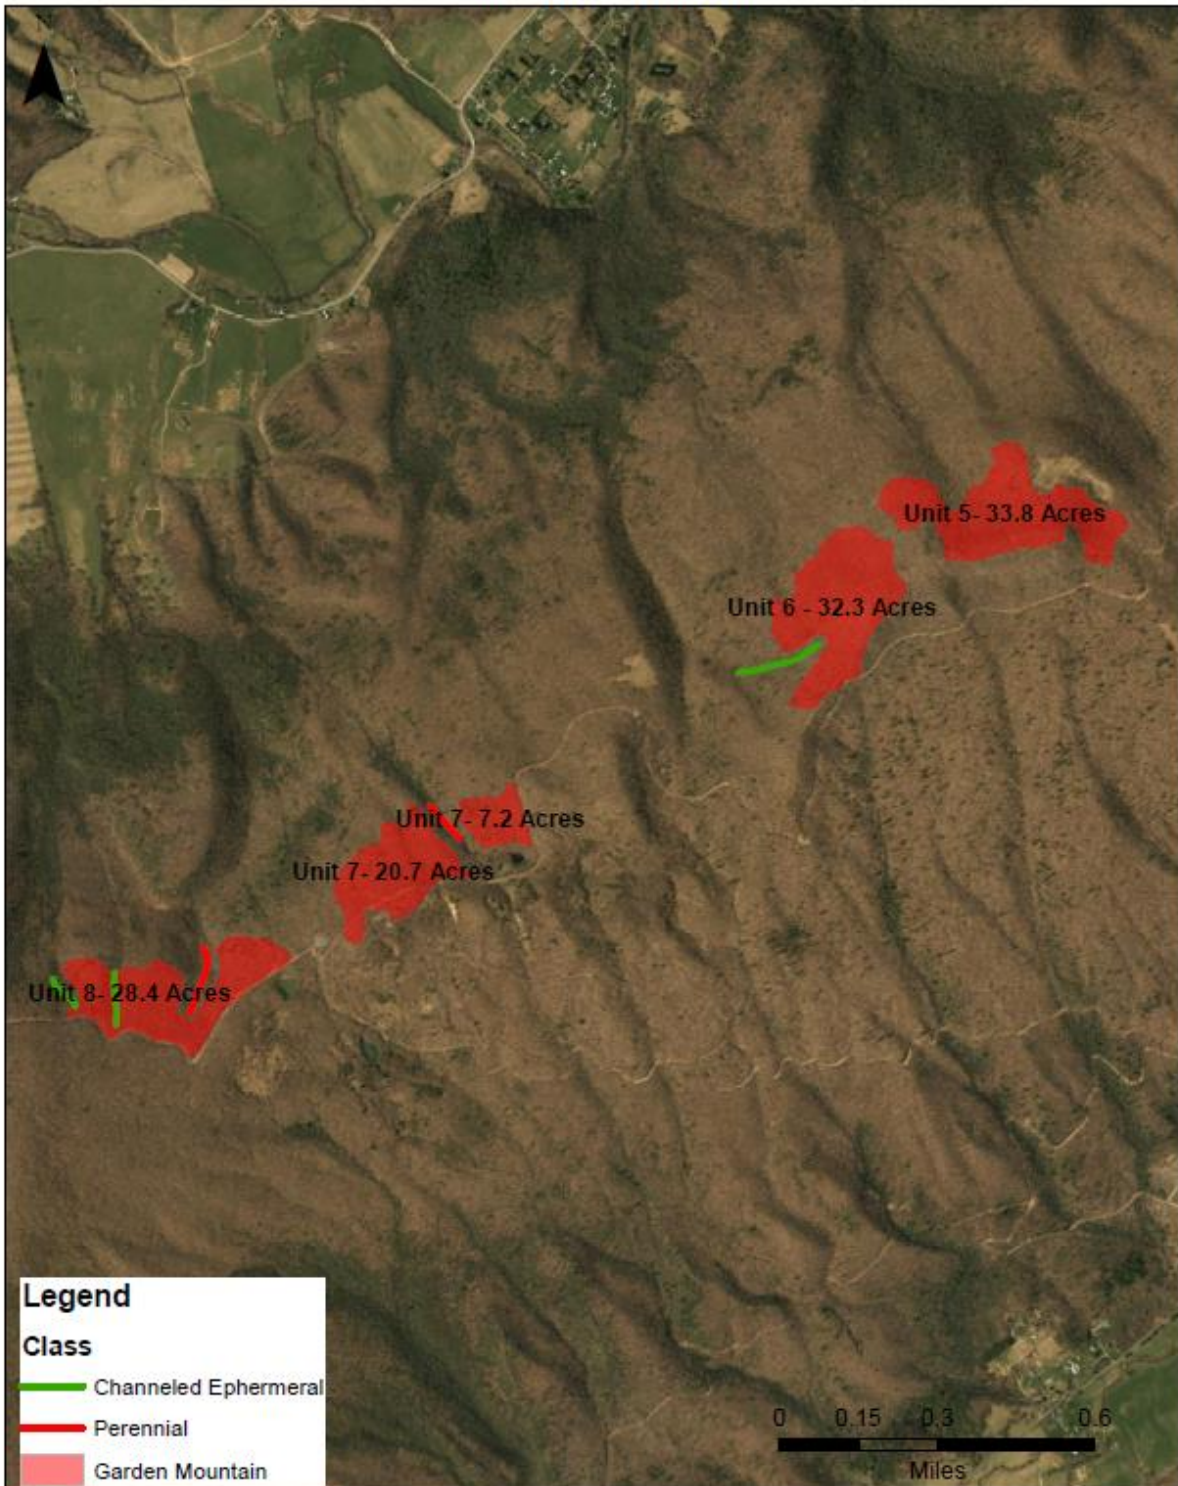 Unit 5- 33.8 Acres
Unit 6 - 32.3 Acres
Unit 7- 7.2 Acres
Unit 7- 20.7 Acres
Unit 8- 28.4 Acres
Legend
Class
Channeled Ephermeral
Perennial
Garden Mountain
0 0.15 0.3 0.6
Miles